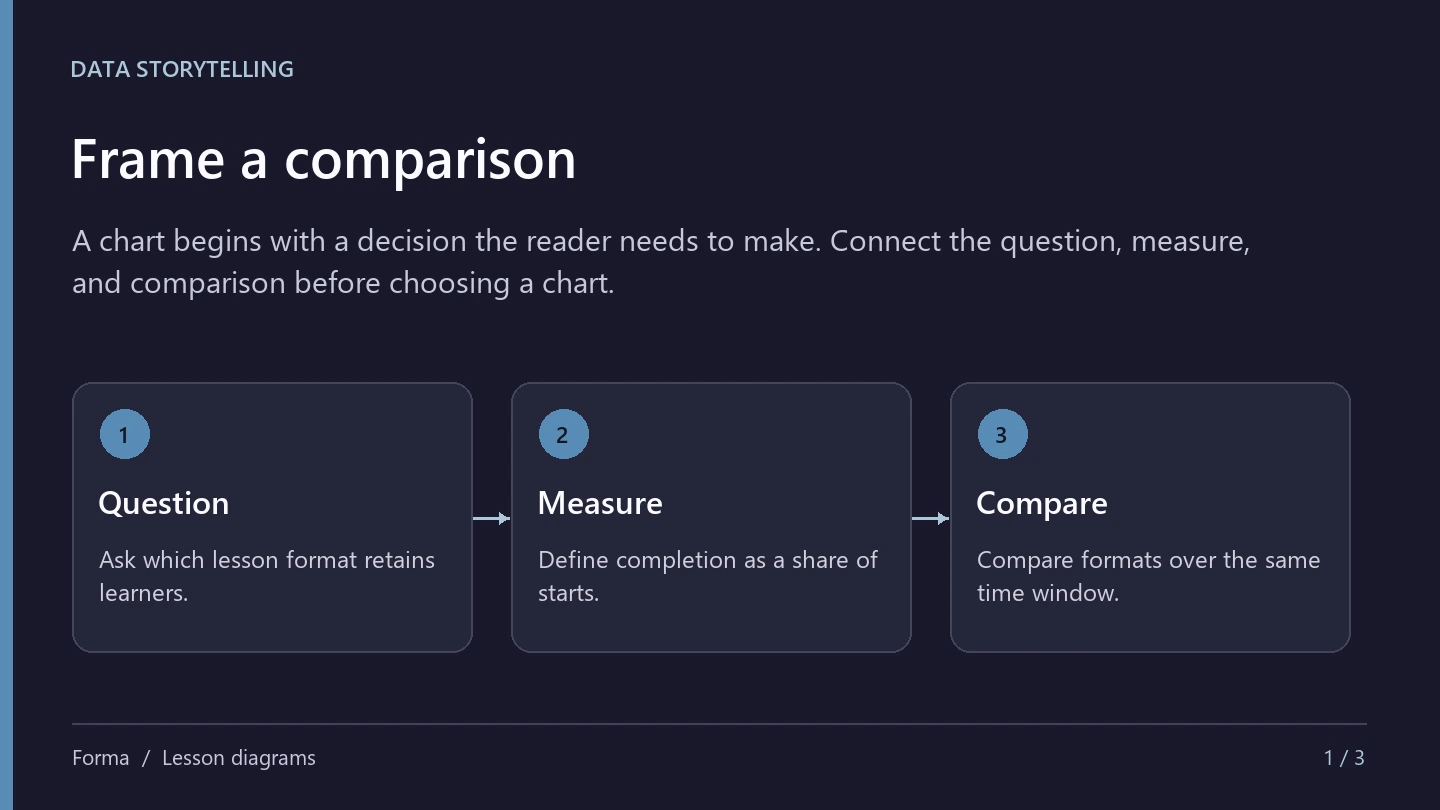 DATA STORYTELLING
Frame a comparison
A chart begins with a decision the reader needs to make. Connect the question, measure,
and comparison before choosing a chart.
1
Question
Ask which lesson format retains
learners.
2
Measure
Define completion as a share of
starts.
3
Compare
Compare formats over the same
time window.
Forma / Lesson diagrams
1 / 3